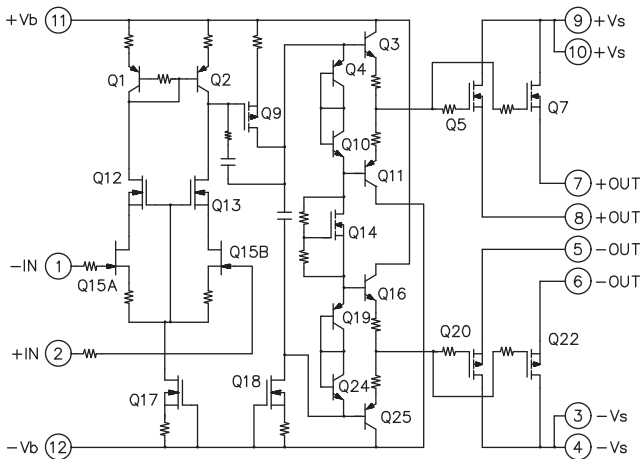 +Vb 11
Q3
9 +Vs
Q4
10 +Vs
Q1
Q2
Q9
Q5
Q7
Q10
Q12
Q11
7 +OUT
Q13
8 +OUT
Q14
5 −OUT
−IN 1
Q15B
6 −OUT
Q15A
Q16
Q19
Q20
Q22
+IN 2
Q18
Q17
Q24
3 −Vs
Q25
−Vb 12
4 −Vs